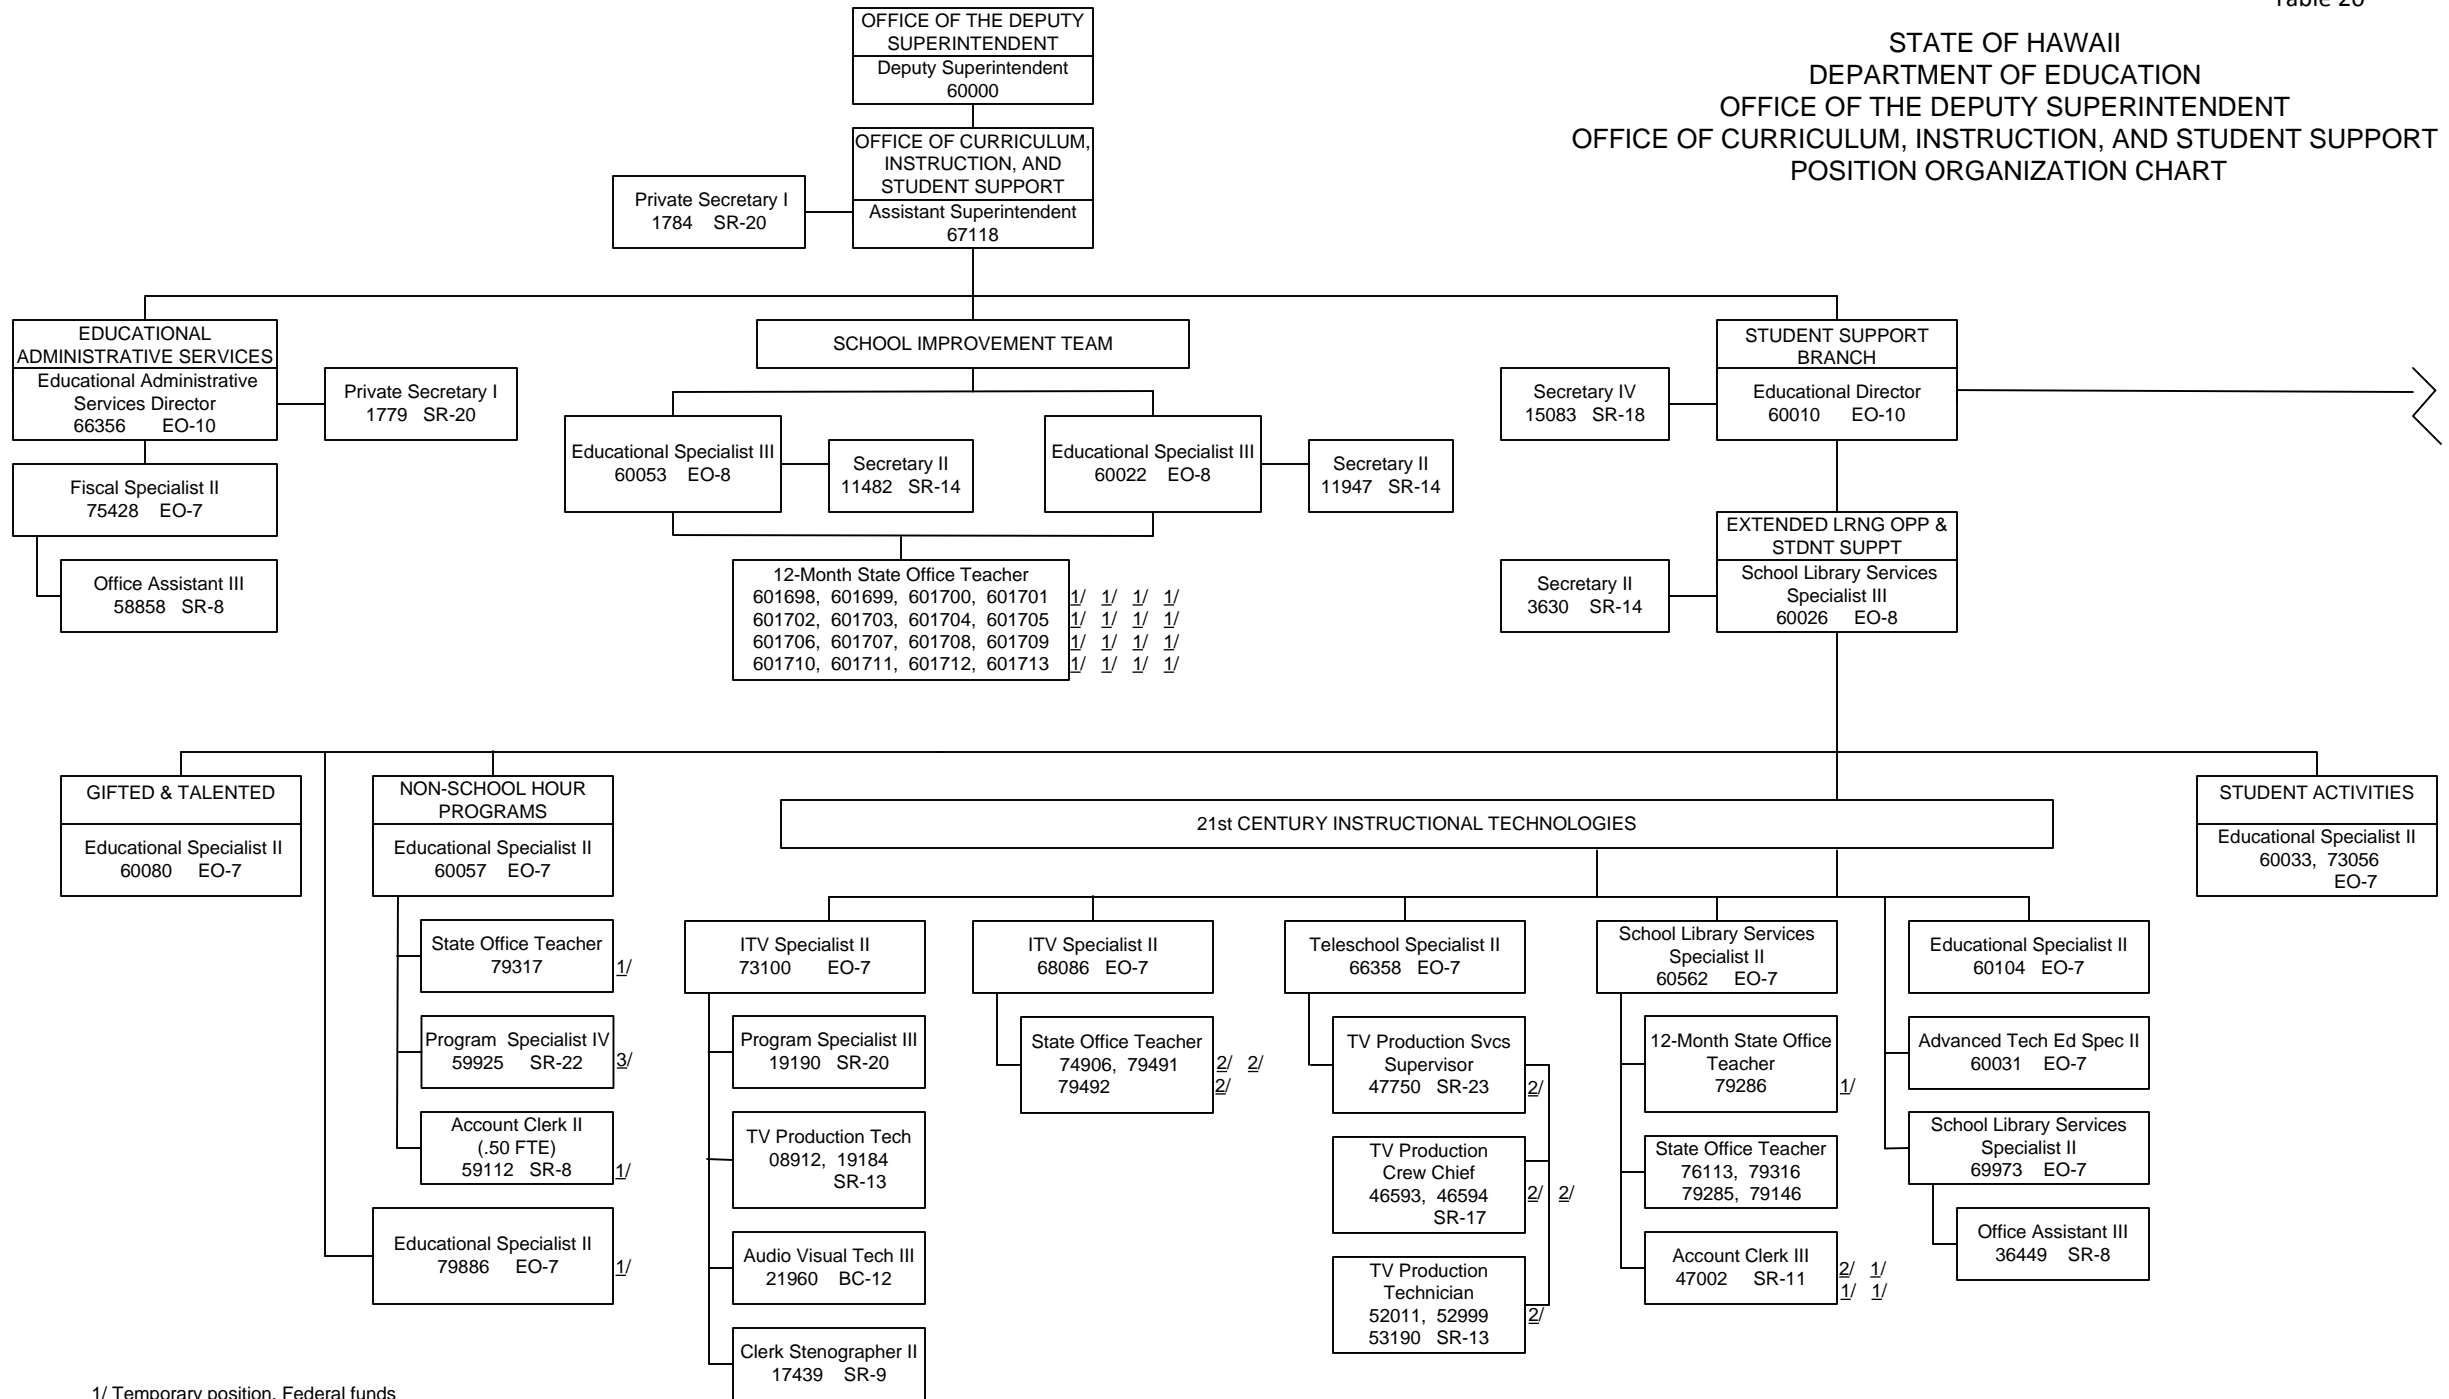 Table 20
STATE OF HAWAII
DEPARTMENT OF EDUCATION
OFFICE OF THE DEPUTY SUPERINTENDENT
OFFICE OF CURRICULUM, INSTRUCTION, AND STUDENT SUPPORT
POSITION ORGANIZATION CHART
OFFICE OF THE DEPUTY
SUPERINTENDENT
Deputy Superintendent
60000
OFFICE OF CURRICULUM,
INSTRUCTION, AND
STUDENT SUPPORT
Assistant Superintendent
67118
Private Secretary I
1784 SR-20
EDUCATIONAL
ADMINISTRATIVE SERVICES
Educational Administrative
Services Director
66356 EO-10
Private Secretary I
1779 SR-20
Fiscal Specialist II
75428 EO-7
Office Assistant III
58858 SR-8
SCHOOL IMPROVEMENT TEAM
Educational Specialist III
60053 EO-8
Secretary II
11482 SR-14
Educational Specialist III
60022 EO-8
Secretary II
11947 SR-14
12-Month State Office Teacher
601698, 601699, 601700, 601701 1/ 1/ 1/ 1/
601702, 601703, 601704, 601705 1/ 1/ 1/ 1/
601706, 601707, 601708, 601709 1/ 1/ 1/ 1/
601710, 601711, 601712, 601713 1/ 1/ 1/ 1/
STUDENT SUPPORT
BRANCH
Educational Director
60010 EO-10
Secretary IV
15083 SR-18
EXTENDED LRNG OPP &
STDNT SUPPT
School Library Services
Specialist III
60026 EO-8
Secretary II
3630 SR-14
GIFTED & TALENTED
Educational Specialist II
60080 EO-7
NON-SCHOOL HOUR
PROGRAMS
Educational Specialist II
60057 EO-7
State Office Teacher
79317 1/
Program Specialist IV
59925 SR-22 3/
Account Clerk II
(.50 FTE)
59112 SR-8 1/
Educational Specialist II
79886 EO-7 1/
21st CENTURY INSTRUCTIONAL TECHNOLOGIES
ITV Specialist II
73100 EO-7
Program Specialist III
19190 SR-20
TV Production Tech
08912, 19184
SR-13
Audio Visual Tech III
21960 BC-12
Clerk Stenographer II
17439 SR-9
ITV Specialist II
68086 EO-7
State Office Teacher
74906, 79491 2/ 2/
79492 2/
Teleschool Specialist II
66358 EO-7
TV Production Svcs
Supervisor
47750 SR-23 2/
TV Production
Crew Chief
46593, 46594 2/ 2/
SR-17
TV Production
Technician
52011, 52999 2/
53190 SR-13
School Library Services
Specialist II
60562 EO-7
12-Month State Office
Teacher
79286 1/
State Office Teacher
76113, 79316
79285, 79146
Account Clerk III
47002 SR-11 2/ 1/
1/ 1/
Educational Specialist II
60104 EO-7
Advanced Tech Ed Spec II
60031 EO-7
School Library Services
Specialist II
69973 EO-7
Office Assistant III
36449 SR-8
STUDENT ACTIVITIES
Educational Specialist II
60033, 73056
EO-7
1/ Temporary position, Federal funds